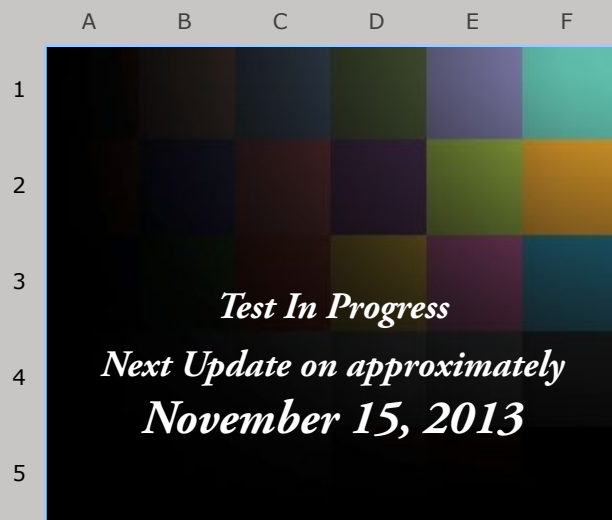 A B C D E F
1
2
3
Test In Progress
Next Update on approximately
4
November 15, 2013
5